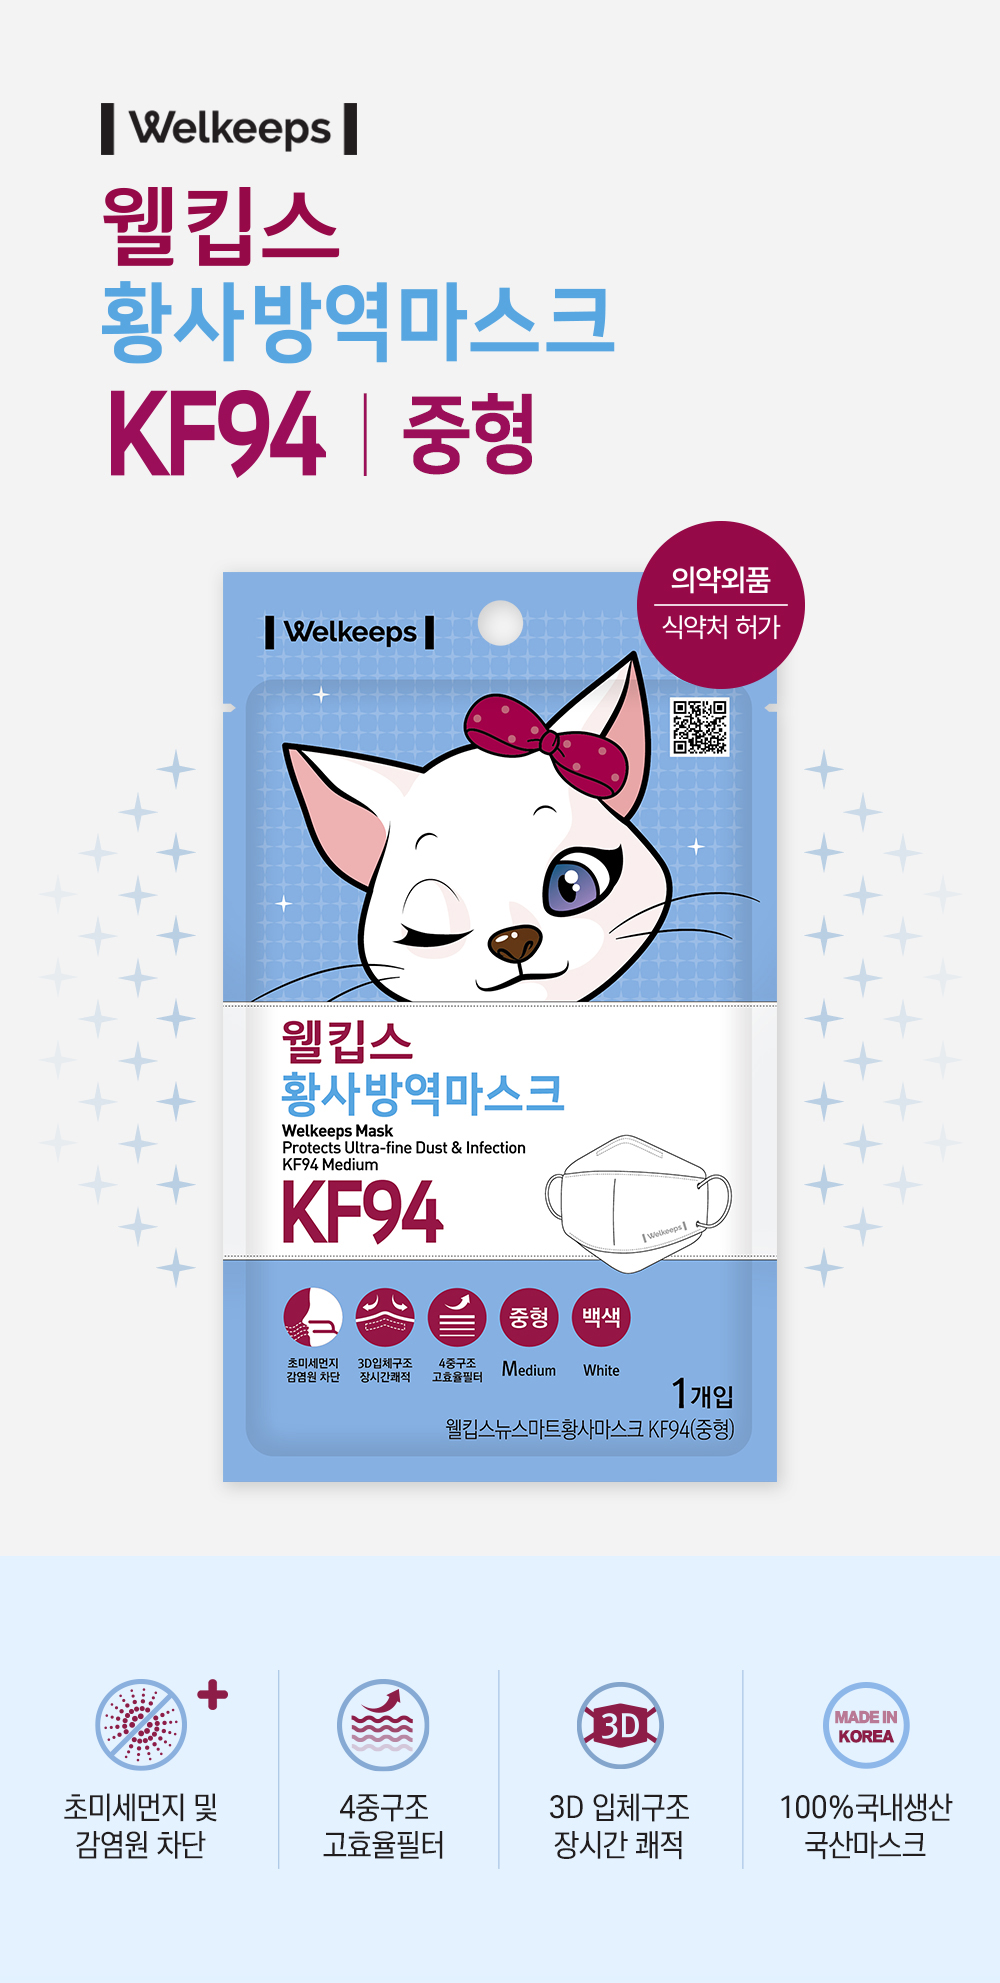 Welkeeps
웰킵스
황사방역마스크
KF94 | 중형
의약외품
식약처 허가
Welkeeps
웰킵스
황사방역마스크
Welkeeps Mask
Protects Ultra-fine Dust & Infection
KF94 Medium
KF94
Welkeeps
중형
백색
초미세먼지
감염원 차단
3D입체구조
장시간쾌적
4중구조
고효율필터
Medium
White
1개입
웰킵스뉴스마트황사마스크 KF94(중형)
3D
MADE IN
KOREA
초미세먼지 및
감염원 차단
4중구조
고효율필터
3D 입체구조
장시간 쾌적
100%국내생산
국산마스크